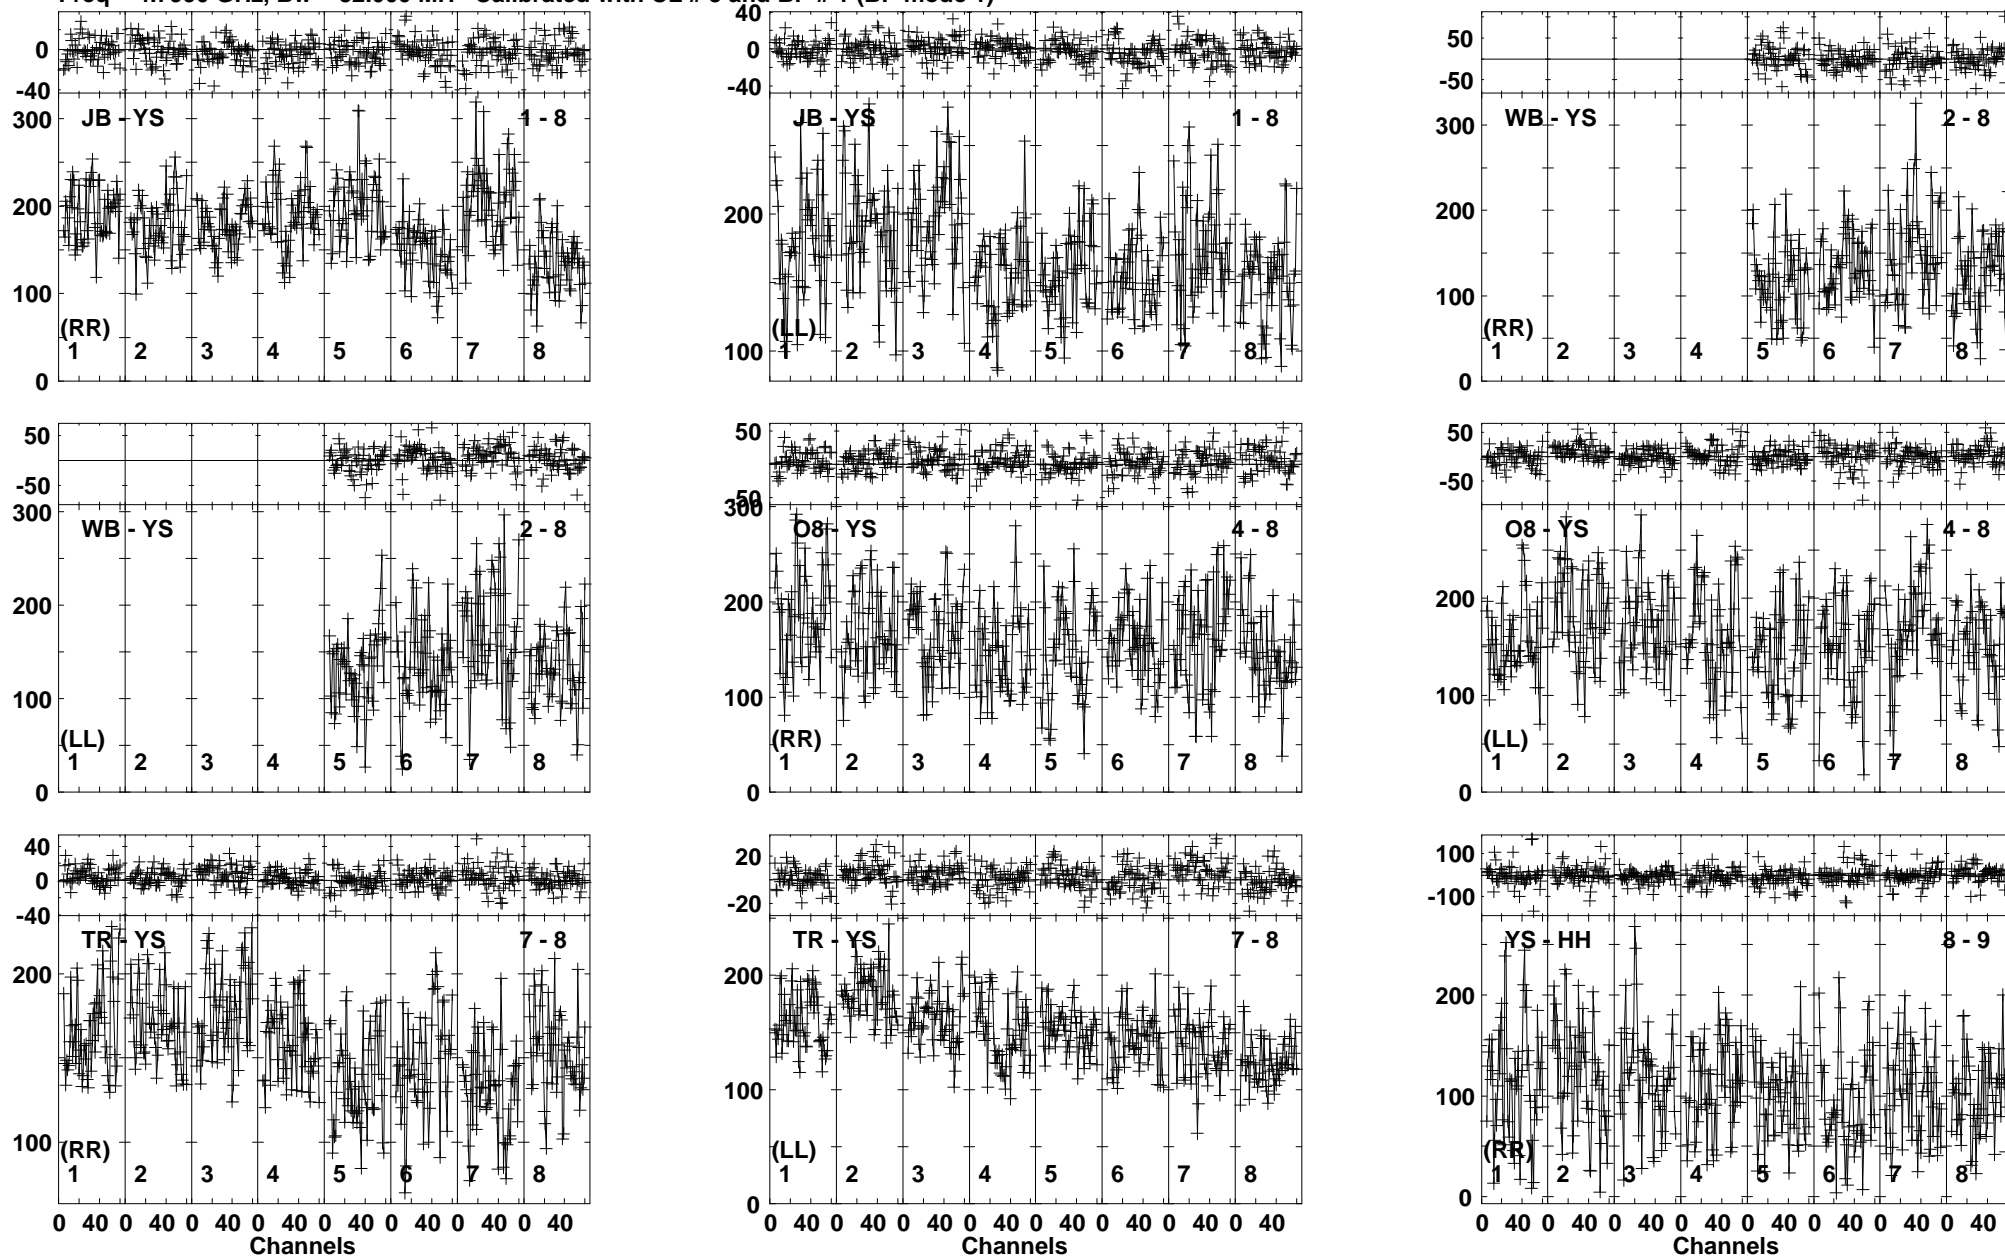 40 0 -40 300 200 100 0 JB - YS 1 - 8 (RR) 1 2 3 4 5 6 7 8
40 0 -40 200 100 JB - YS 1 - 8 (LL) 1 2 3 4 5 6 7 8
50 -50 300 200 100 0 WB - YS 2 - 8 (RR) 1 2 3 4 5 6 7 8
50 -50 300 200 100 0 WB - YS 2 - 8 (LL) 1 2 3 4 5 6 7 8
50 -50 300 200 100 0 O8 - YS 4 - 8 (RR) 1 2 3 4 5 6 7 8
50 -50 200 100 0 O8 - YS 4 - 8 (LL) 1 2 3 4 5 6 7 8
40 0 -40 200 100 TR - YS 7 - 8 (RR) 1 2 3 4 5 6 7 8
20 -20 200 100 0 TR - YS 7 - 8 (LL) 1 2 3 4 5 6 7 8
100 -100 200 100 0 YS - HH 8 - 9 (RR) 1 2 3 4 5 6 7 8
0 40 0 40 0 40 0 40 0 40 0 40 0 40 0 40
Channels
0 40 0 40 0 40 0 40 0 40 0 40 0 40 0 40
Channels
0 40 0 40 0 40 0 40 0 40 0 40 0 40 0 40
Channels